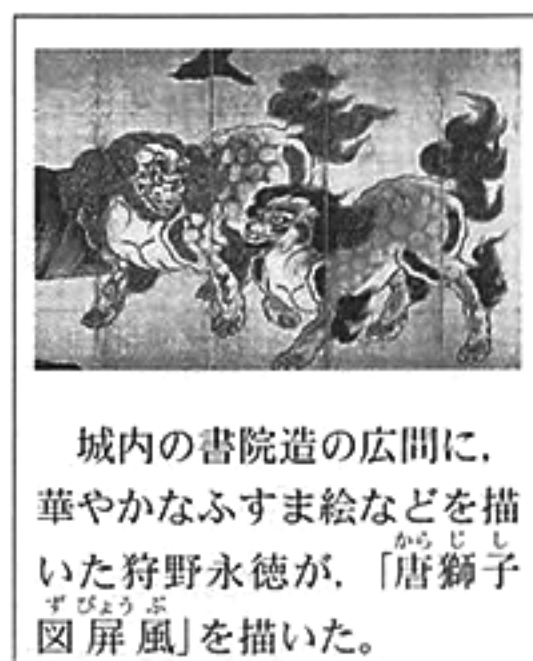 城内の書院造の広間に,
華やかなふすま絵などを描
いた狩野永徳が,「唐獅子
図屏風」を描いた。